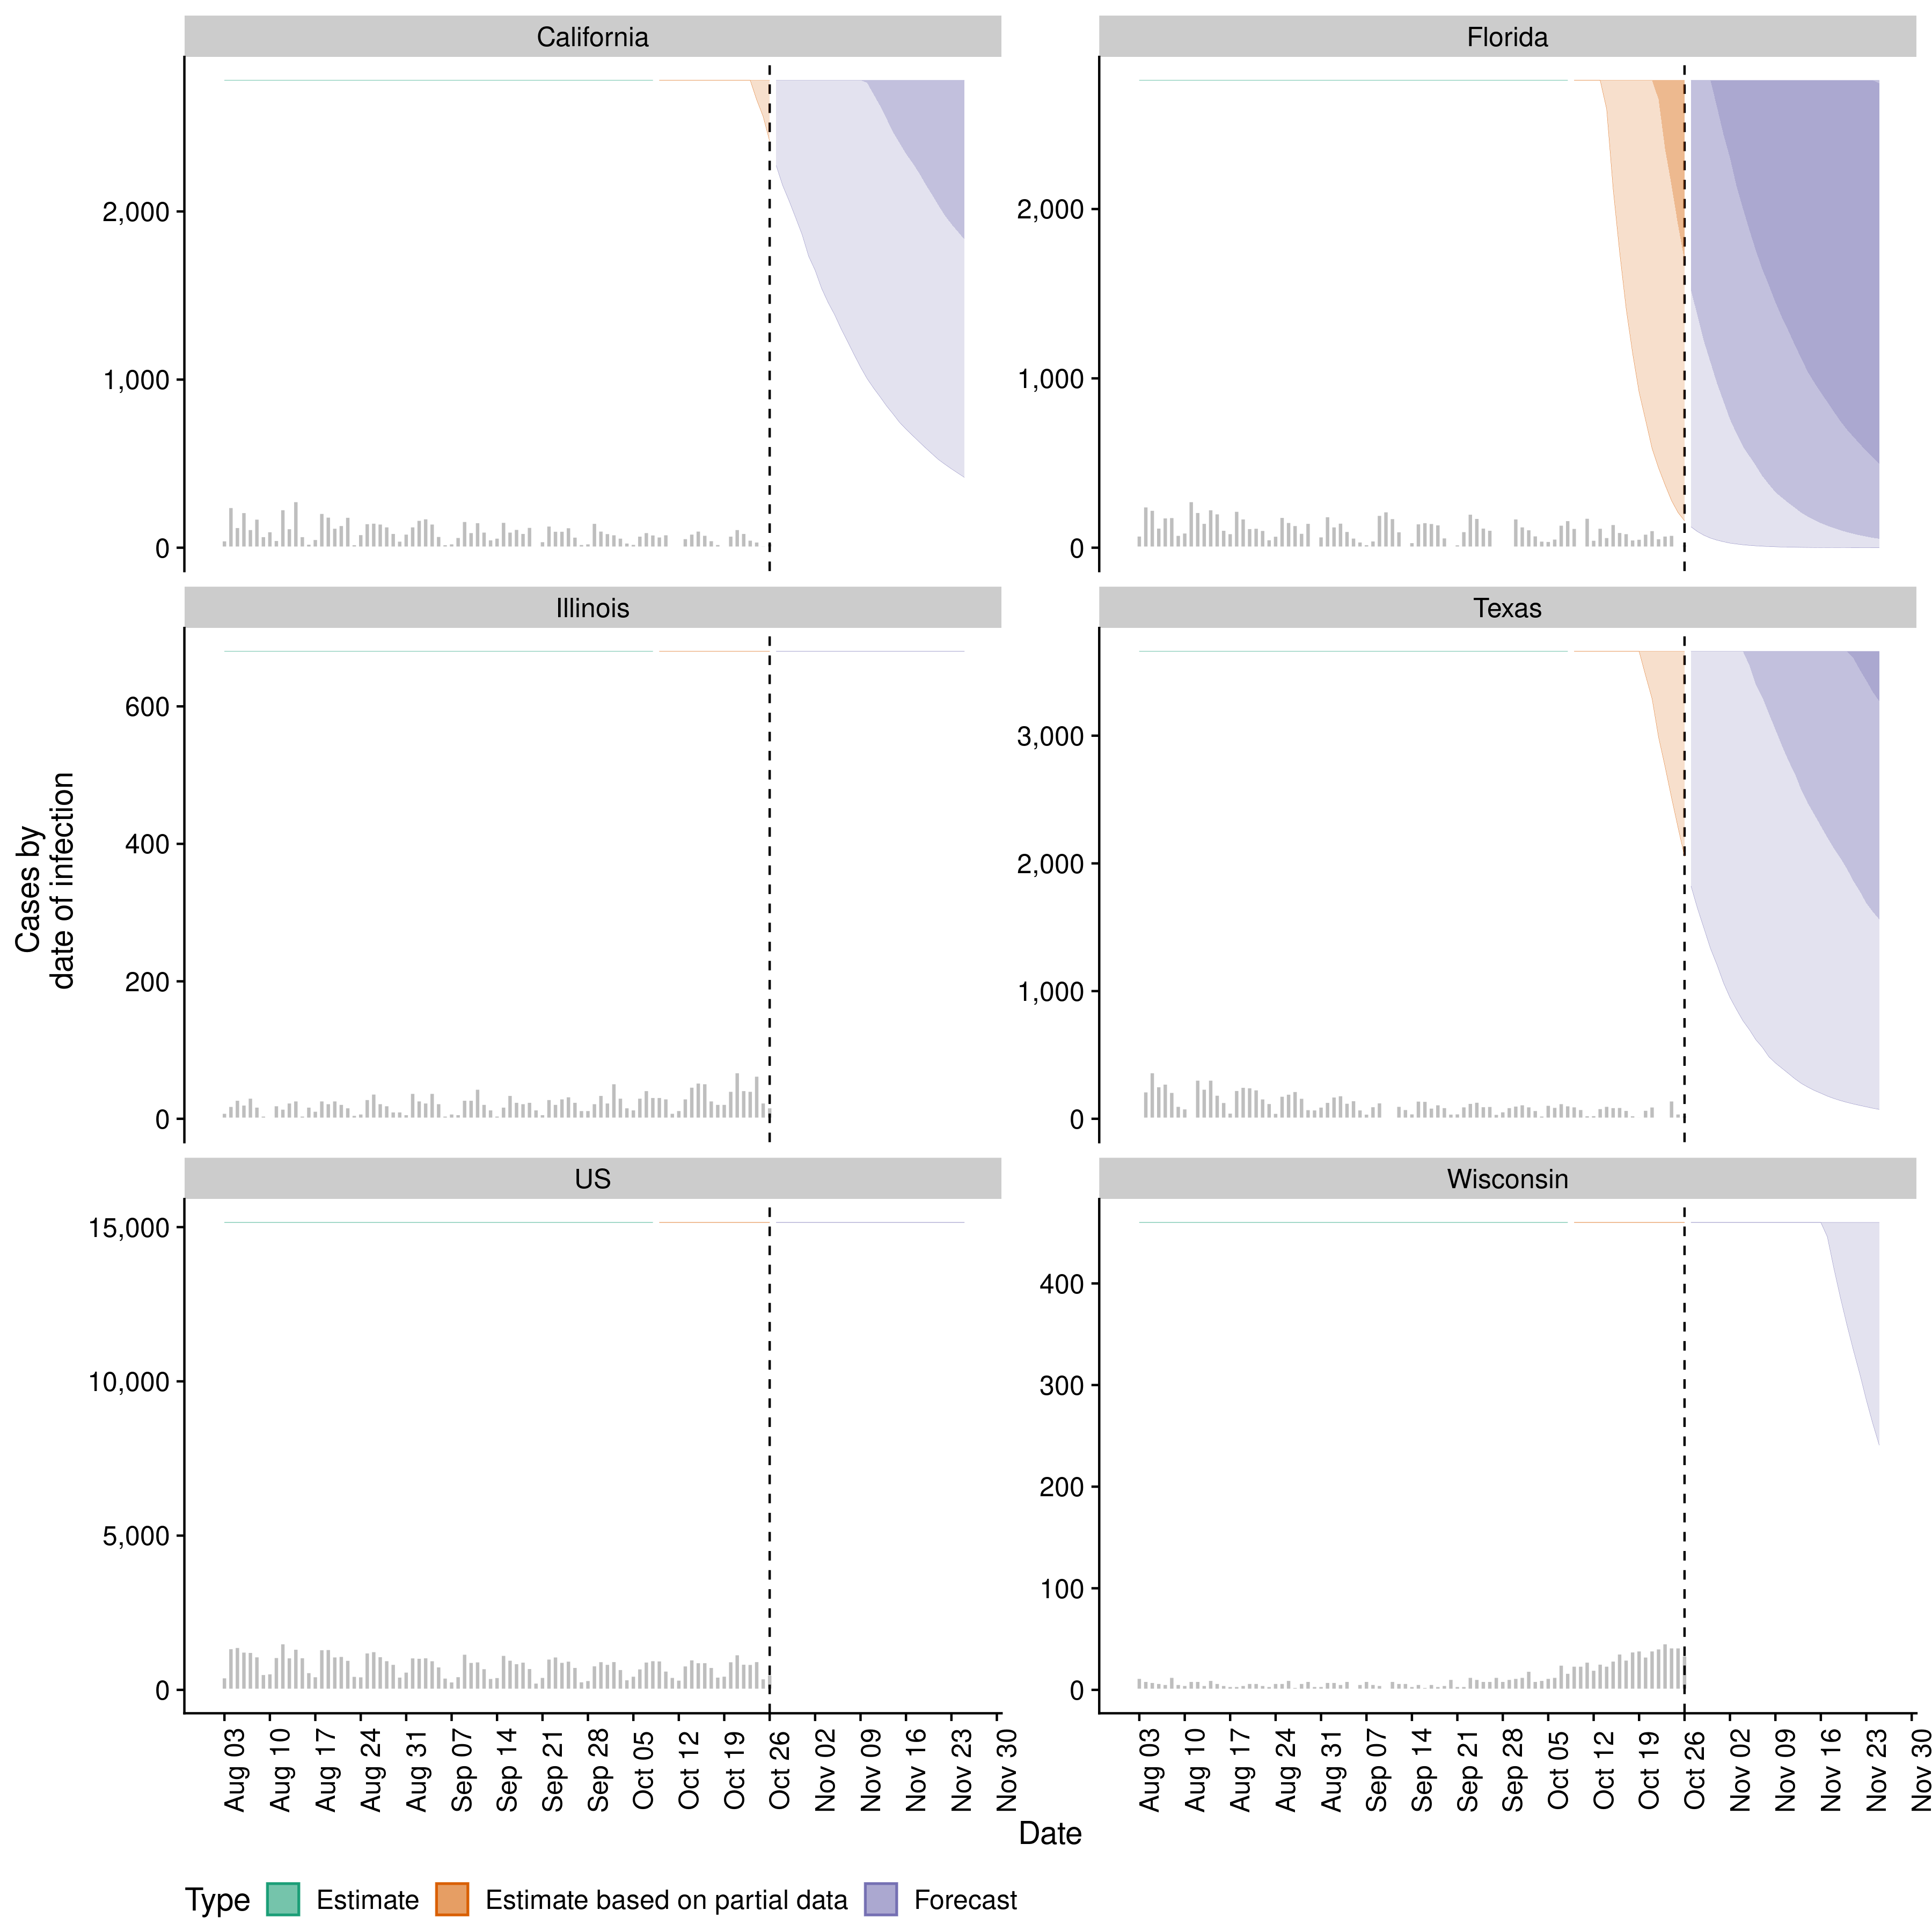 California
Florida
2,000
1,000
0
2,000
1,000
0
Illinois
Texas
600
400
200
0
3,000
2,000
1,000
0
US
Wisconsin
15,000
10,000
5,000
0
400
300
200
100
0
Cases by
date of infection
Aug 03
Aug 10
Aug 17
Aug 24
Aug 31
Sep 07
Sep 14
Sep 21
Sep 28
Oct 05
Oct 12
Oct 19
Oct 26
Nov 02
Nov 09
Nov 16
Nov 23
Nov 30
Aug 03
Aug 10
Aug 17
Aug 24
Aug 31
Sep 07
Sep 14
Sep 21
Sep 28
Oct 05
Oct 12
Oct 19
Oct 26
Nov 02
Nov 09
Nov 16
Nov 23
Nov 30
Date
Type Estimate Estimate based on partial data Forecast